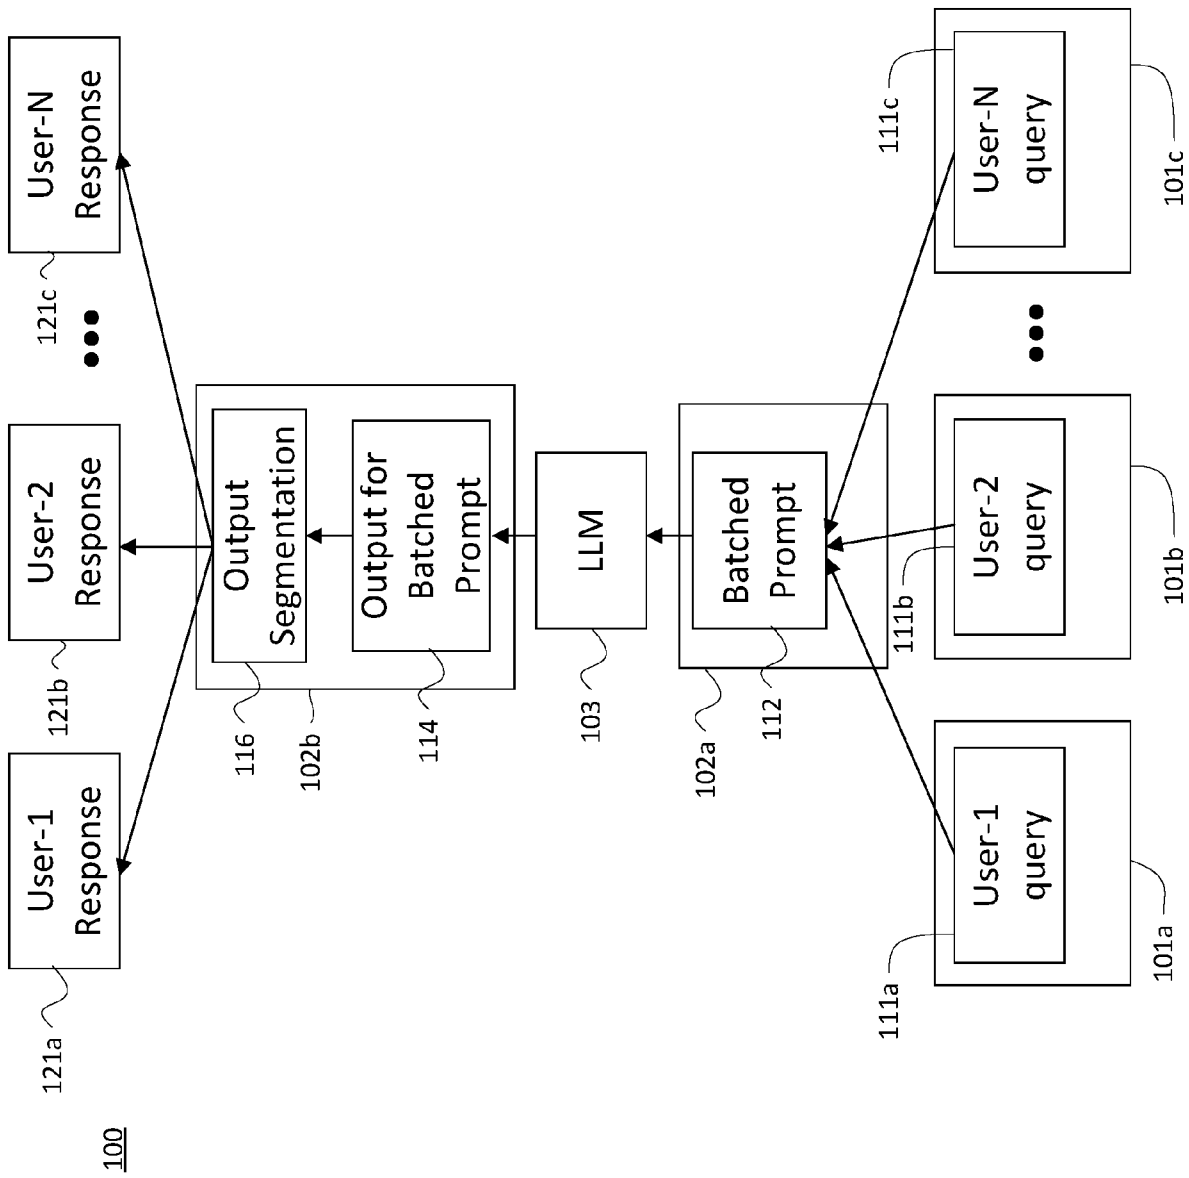 100
121a
User-1
Response
121b
User-2
Response
●●●
121c
User-N
Response
116
Output
Segmentation
102b
114
Output for
Batched
Prompt
103
LLM
102a
112
Batched
Prompt
111a
User-1
query
101a
111b
User-2
query
101b
●●●
111c
User-N
query
101c